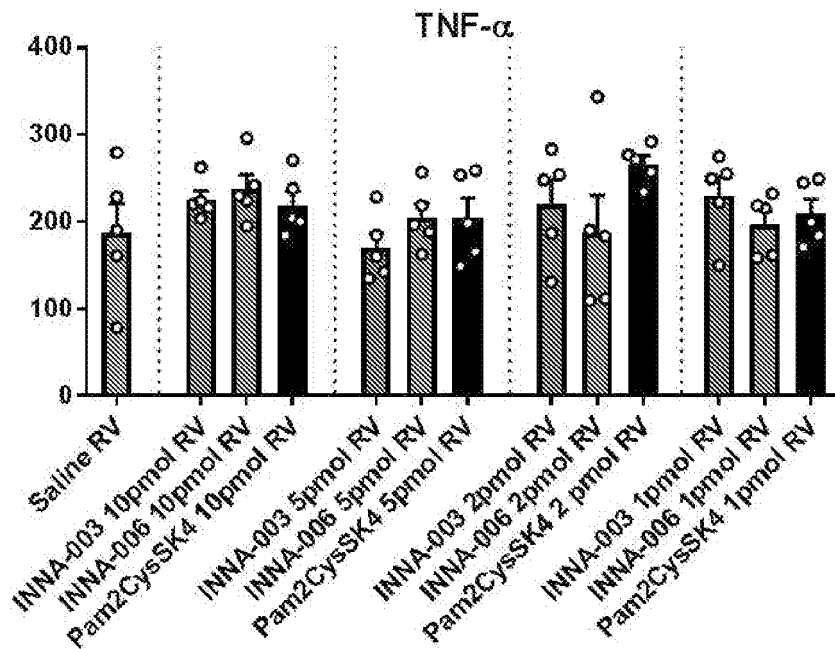 TNF-α
400
300
200
100
0
Saline RV
INNA-003 10pmol RV
INNA-006 10pmol RV
Pam2CysSK4 10pmol RV
INNA-003 5pmol RV
INNA-006 5pmol RV
Pam2CysSK4 5pmol RV
INNA-003 2pmol RV
INNA-006 2pmol RV
Pam2CysSK4 2 pmol RV
INNA-003 1pmol RV
INNA-006 1pmol RV
Pam2CysSK4 1pmol RV